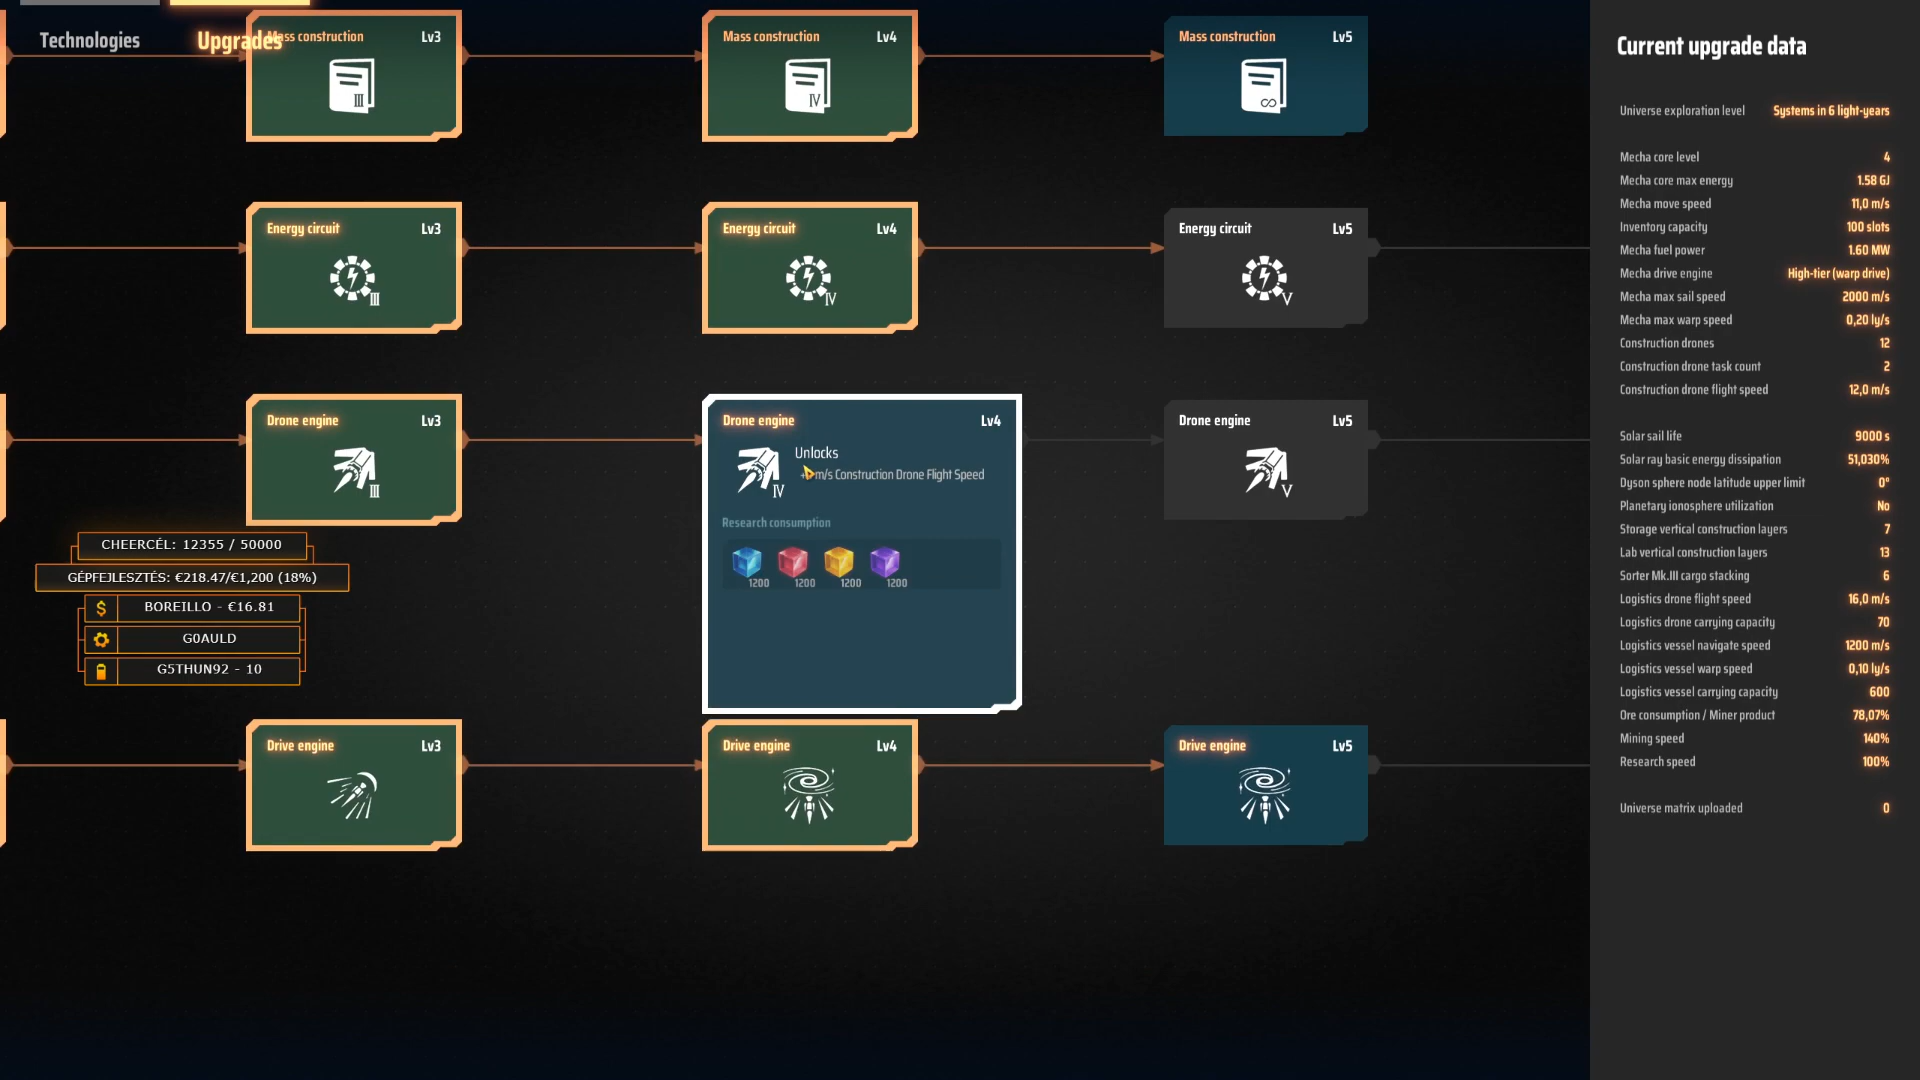 Technologies
Upgrades
Mass construction Lv3
III
Mass construction Lv4
IV
Mass construction Lv5
∞
Energy circuit Lv3
III
Energy circuit Lv4
IV
Energy circuit Lv5
V
Drone engine Lv3
III
Drone engine Lv4
Unlocks
m/s Construction Drone Flight Speed
IV
Research consumption
1200 1200 1200 1200
Drone engine Lv5
V
CHEERCÉL: 12355 / 50000
GÉPFEJLESZTÉS: €218.47/€1,200 (18%)
$ BOREILLO - €16.81
G0AULD
G5THUN92 - 10
Drive engine Lv3
Drive engine Lv4
Drive engine Lv5
Current upgrade data
Universe exploration level Systems in 6 light-years
Mecha core level 4
Mecha core max energy 1.58 GJ
Mecha move speed 11,0 m/s
Inventory capacity 100 slots
Mecha fuel power 1.60 MW
Mecha drive engine High-tier (warp drive)
Mecha max sail speed 2000 m/s
Mecha max warp speed 0,20 ly/s
Construction drones 12
Construction drone task count 2
Construction drone flight speed 12,0 m/s
Solar sail life 9000 s
Solar ray basic energy dissipation 51,030%
Dyson sphere node latitude upper limit 0°
Planetary ionosphere utilization No
Storage vertical construction layers 7
Lab vertical construction layers 13
Sorter Mk.III cargo stacking 6
Logistics drone flight speed 16,0 m/s
Logistics drone carrying capacity 70
Logistics vessel navigate speed 1200 m/s
Logistics vessel warp speed 0,10 ly/s
Logistics vessel carrying capacity 600
Ore consumption / Miner product 78,07%
Mining speed 140%
Research speed 100%
Universe matrix uploaded 0